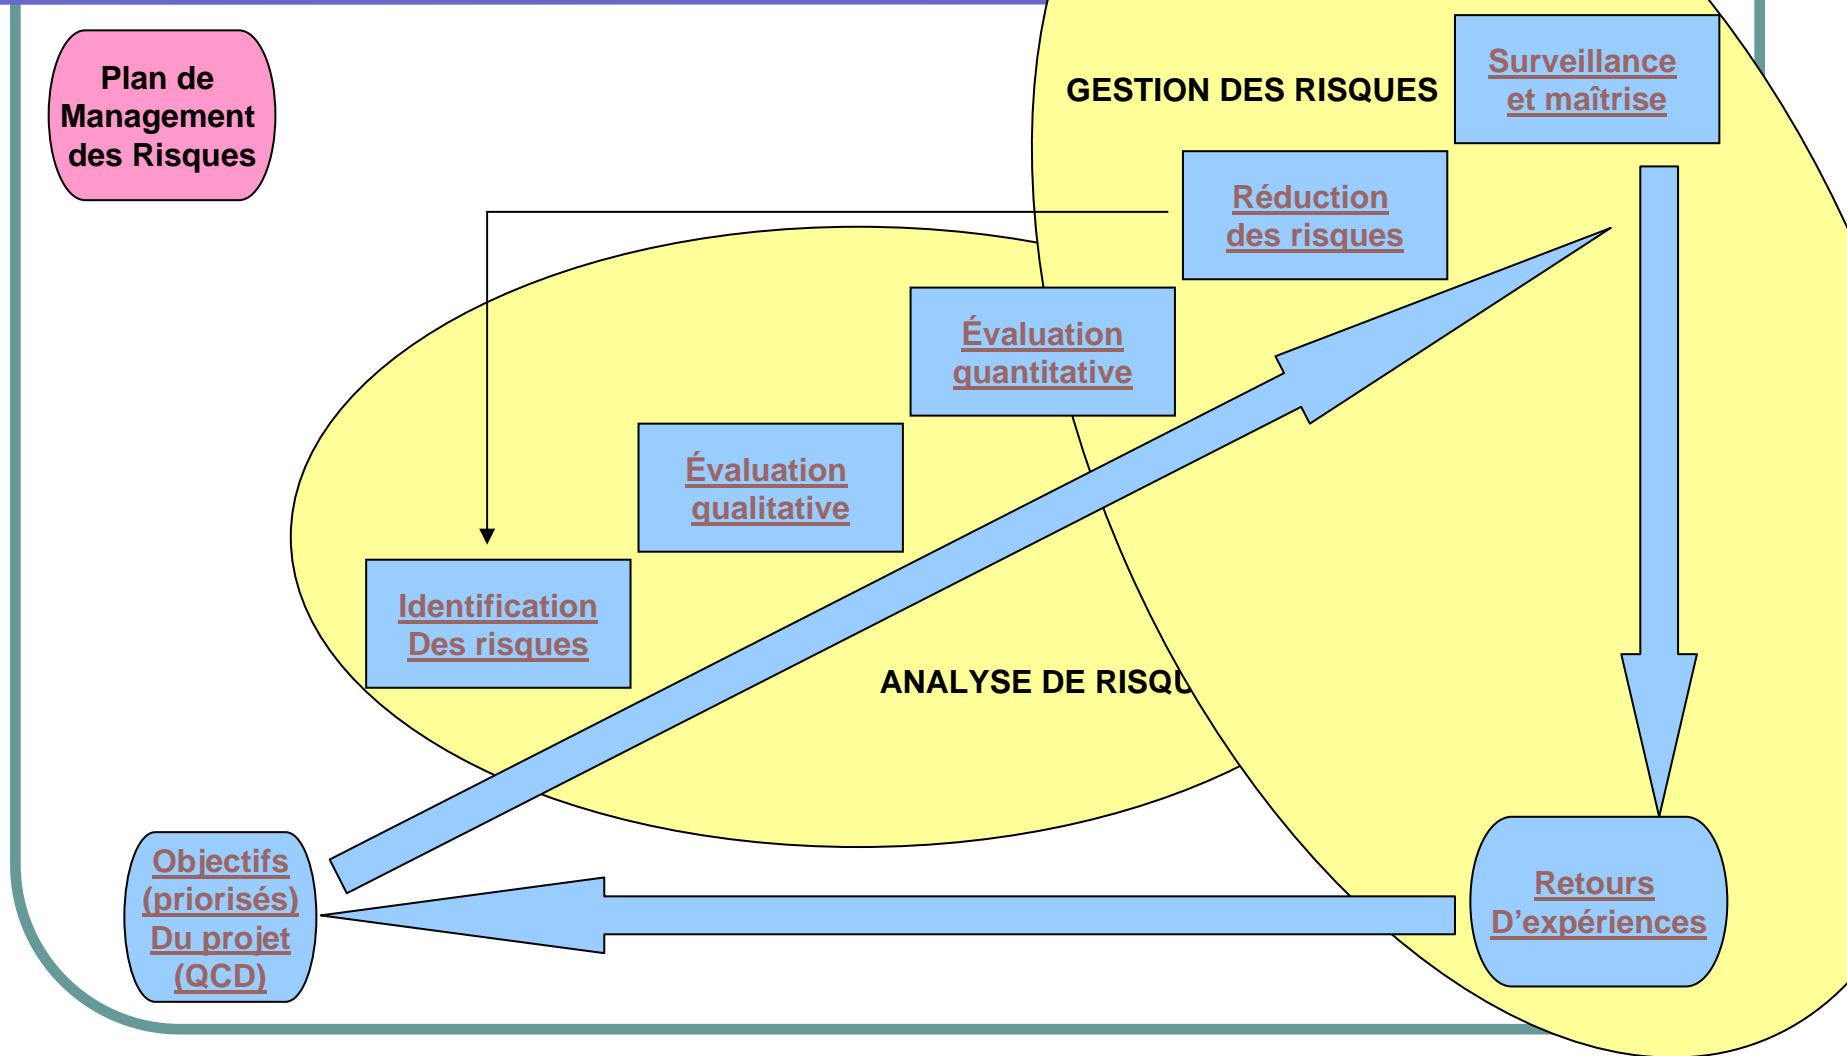 Plan de
Management
des Risques
GESTION DES RISQUES
Surveillance
et maîtrise
Réduction
des risques
Évaluation
quantitative
Évaluation
qualitative
Identification
Des risques
ANALYSE DE RISQU
Objectifs
(priorisés)
Du projet
(QCD)
Retours
D’expériences